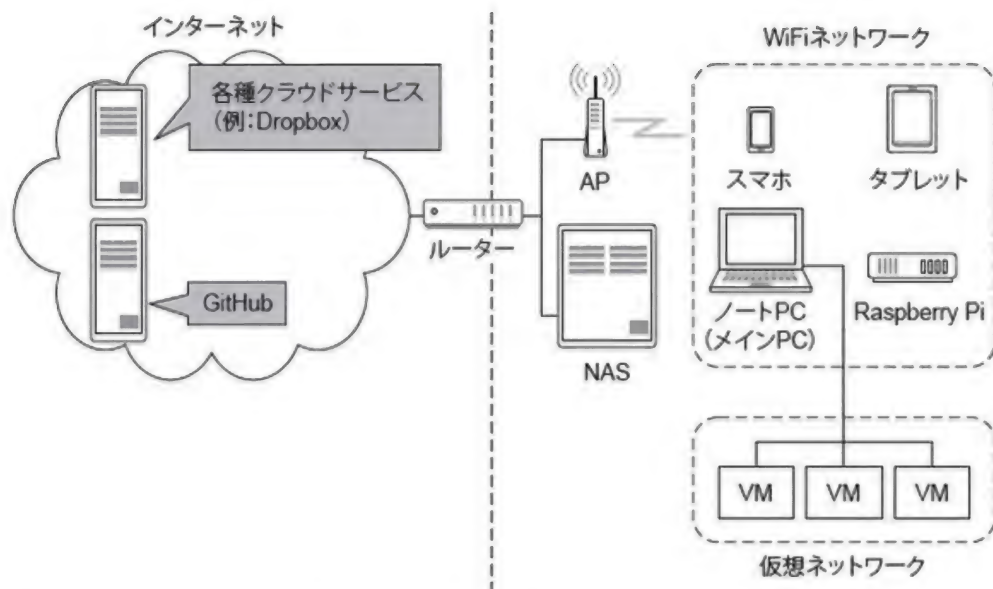 インターネット
各種クラウドサービス
(例：Dropbox)
GitHub
ルーター
AP
NAS
WiFiネットワーク
スマホ
タブレット
ノートPC
(メインPC)
Raspberry Pi
VM
VM
VM
仮想ネットワーク